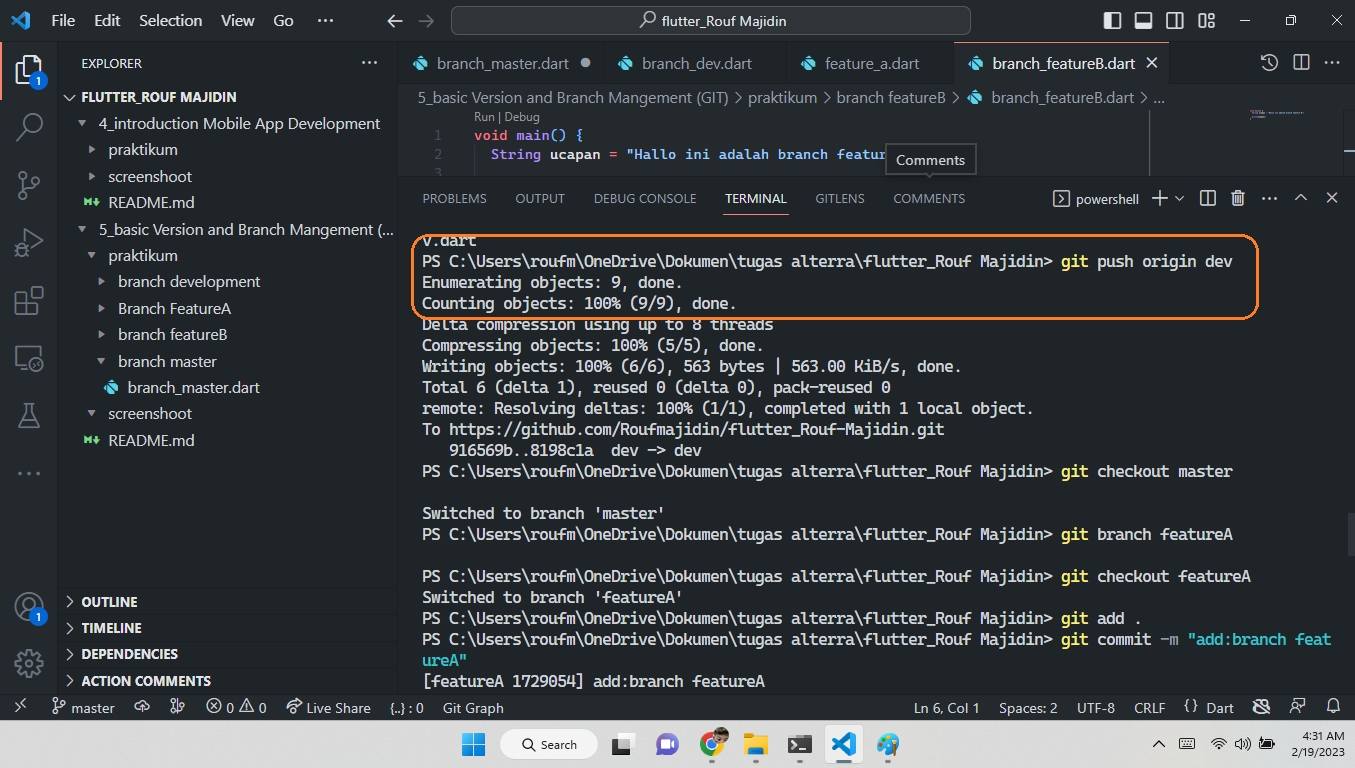 File Edit Selection View Go ··· flutter_Rouf Majidin
EXPLORER ···
FLUTTER_ROUF MAJIDIN
4_introduction Mobile App Development
praktikum
screenshoot
README.md
5_basic Version and Branch Mangement (...
praktikum
branch development
Branch FeatureA
branch featureB
branch master
branch_master.dart
screenshoot
README.md
OUTLINE
TIMELINE
DEPENDENCIES
ACTION COMMENTS
1
1
branch_master.dart branch_dev.dart feature_a.dart branch_featureB.dart
5_basic Version and Branch Mangement (GIT) > praktikum > branch featureB > branch_featureB.dart > ...
Run | Debug
1 void main() {
2 String ucapan = "Hallo ini adalah branch featur
3
Comments
PROBLEMS OUTPUT DEBUG CONSOLE TERMINAL GITLENS COMMENTS powershell
v.dart
PS C:\Users\roufm\OneDrive\Dokumen\tugas alterra\flutter_Rouf Majidin> git push origin dev
Enumerating objects: 9, done.
Counting objects: 100% (9/9), done.
Delta compression using up to 8 threads
Compressing objects: 100% (5/5), done.
Writing objects: 100% (6/6), 563 bytes | 563.00 KiB/s, done.
Total 6 (delta 1), reused 0 (delta 0), pack-reused 0
remote: Resolving deltas: 100% (1/1), completed with 1 local object.
To https://github.com/Roufmajidin/flutter_Rouf-Majidin.git
916569b..8198c1a dev -> dev
PS C:\Users\roufm\OneDrive\Dokumen\tugas alterra\flutter_Rouf Majidin> git checkout master
Switched to branch 'master'
PS C:\Users\roufm\OneDrive\Dokumen\tugas alterra\flutter_Rouf Majidin> git branch featureA
PS C:\Users\roufm\OneDrive\Dokumen\tugas alterra\flutter_Rouf Majidin> git checkout featureA
Switched to branch 'featureA'
PS C:\Users\roufm\OneDrive\Dokumen\tugas alterra\flutter_Rouf Majidin> git add .
PS C:\Users\roufm\OneDrive\Dokumen\tugas alterra\flutter_Rouf Majidin> git commit -m "add:branch feat
ureA"
[featureA 1729054] add:branch featureA
master 0 0 Live Share {..} : 0 Git Graph Ln 6, Col 1 Spaces: 2 UTF-8 CRLF {} Dart
Search
4:31 AM
2/19/2023